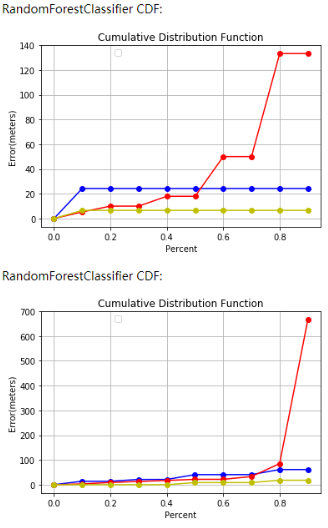 RandomForestClassifier CDF:
Cumulative Distribution Function
140
120
100
80
60
40
20
0
Error(meters)
0.0 0.2 0.4 0.6 0.8
Percent
RandomForestClassifier CDF:
Cumulative Distribution Function
700
600
500
400
300
200
100
0
Error(meters)
0.0 0.2 0.4 0.6 0.8
Percent